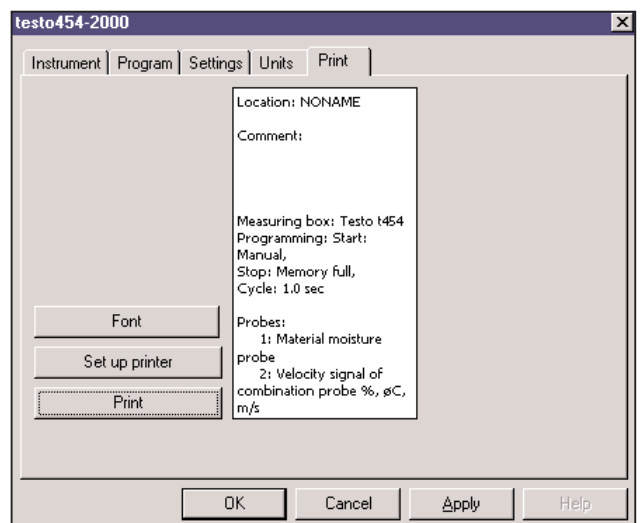 testo454-2000
Instrument Program Settings Units Print
Location: NONAME
Comment:
Measuring box: Testo t454
Programming: Start:
Manual,
Stop: Memory full,
Cycle: 1.0 sec
Probes:
1: Material moisture
probe
2: Velocity signal of
combination probe %, øC,
m/s
Font
Set up printer
Print
OK Cancel Apply Help